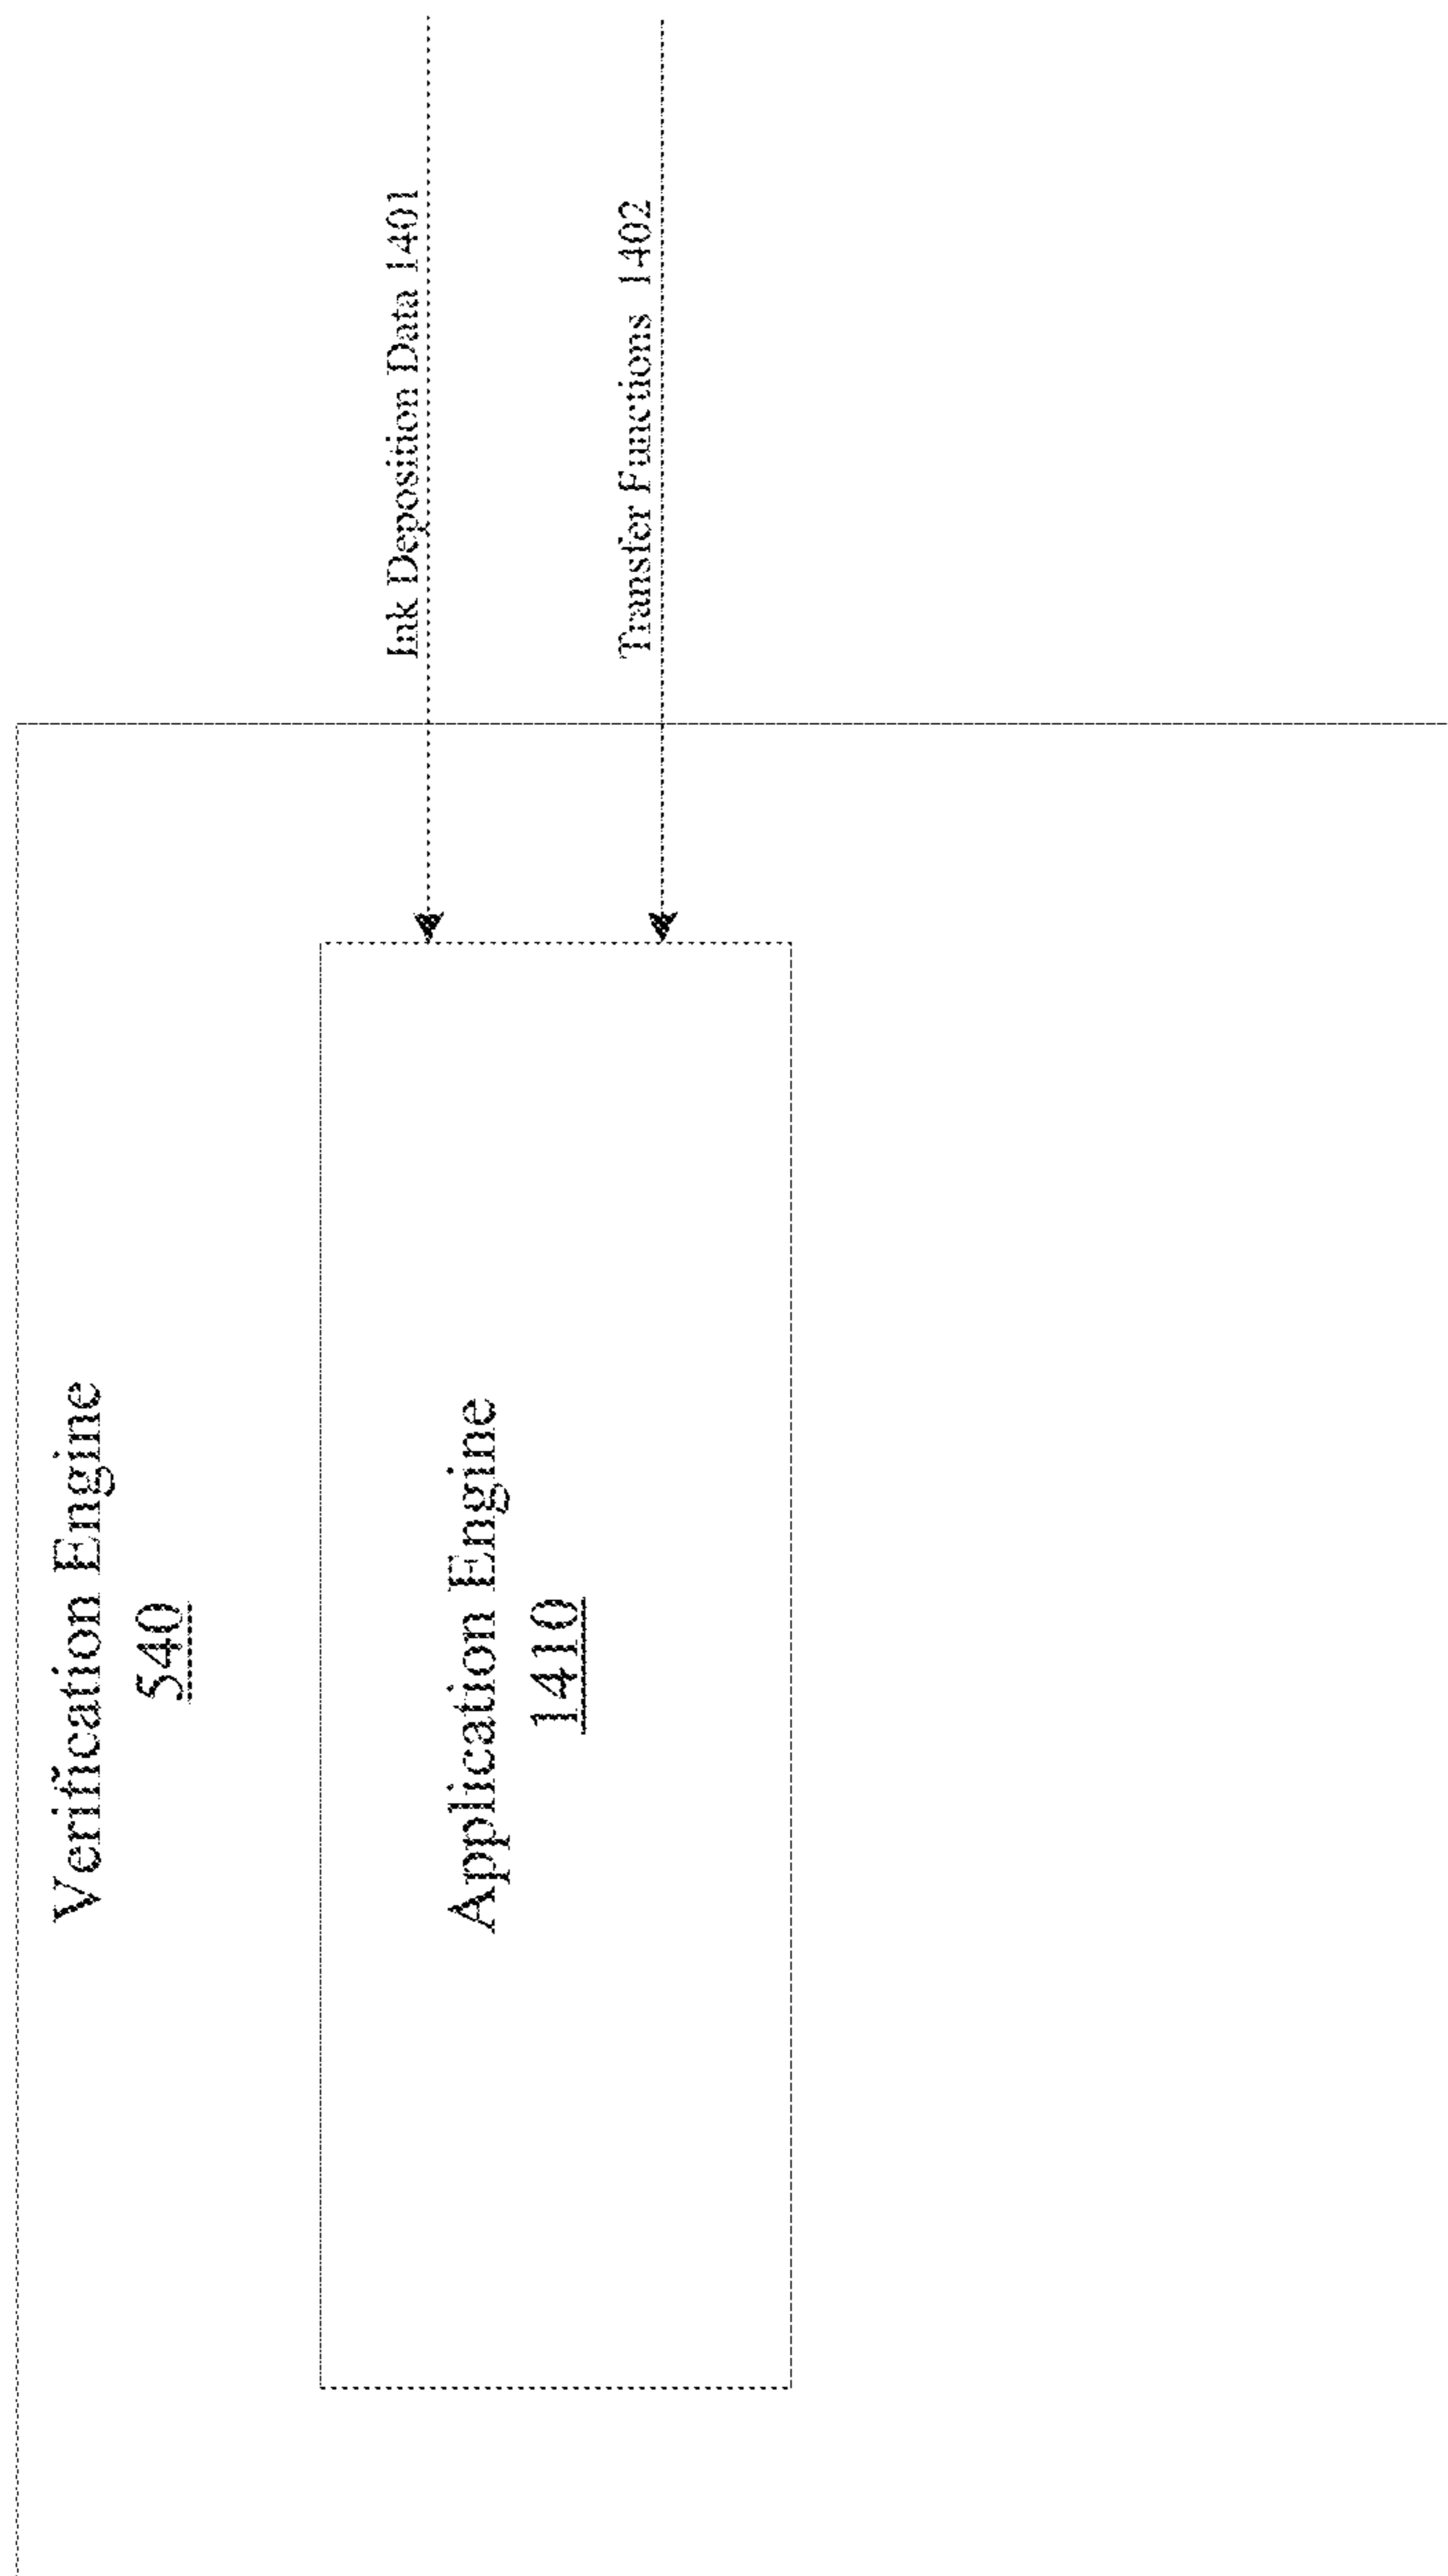 Verification Engine
540
Ink Deposition Data 1401
Application Engine
1410
Transfer Functions 1402